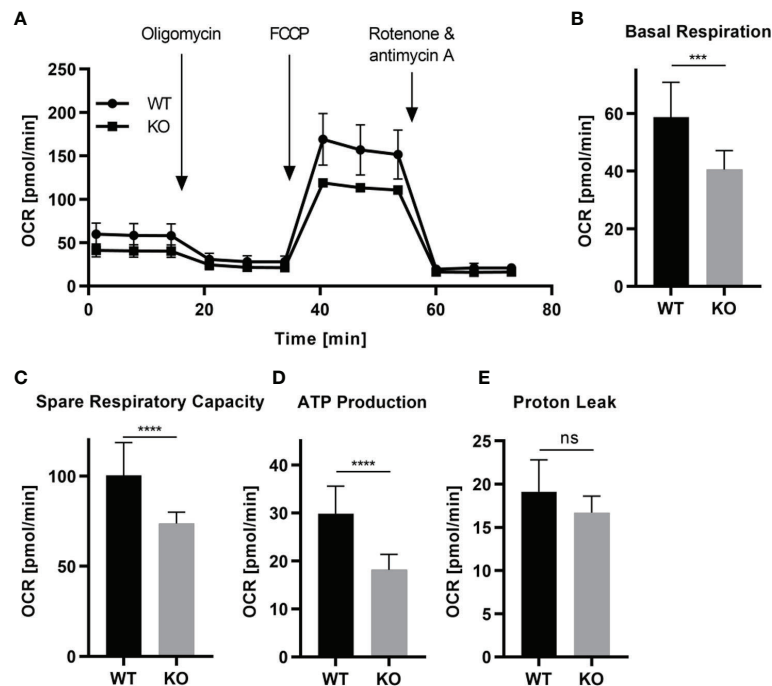 A
Oligomycin
FCCP
Rotenone &
antimycin A
250
200
150
100
50
0
WT
KO
OCR [pmol/min]
0
20
40
60
80
Time [min]
B
Basal Respiration
***
60
40
20
0
OCR [pmol/min]
WT
KO
C
Spare Respiratory Capacity
****
100
50
0
OCR [pmol/min]
WT
KO
D
ATP Production
****
40
30
20
10
0
OCR [pmol/min]
WT
KO
E
Proton Leak
ns
25
20
15
10
5
0
OCR [pmol/min]
WT
KO